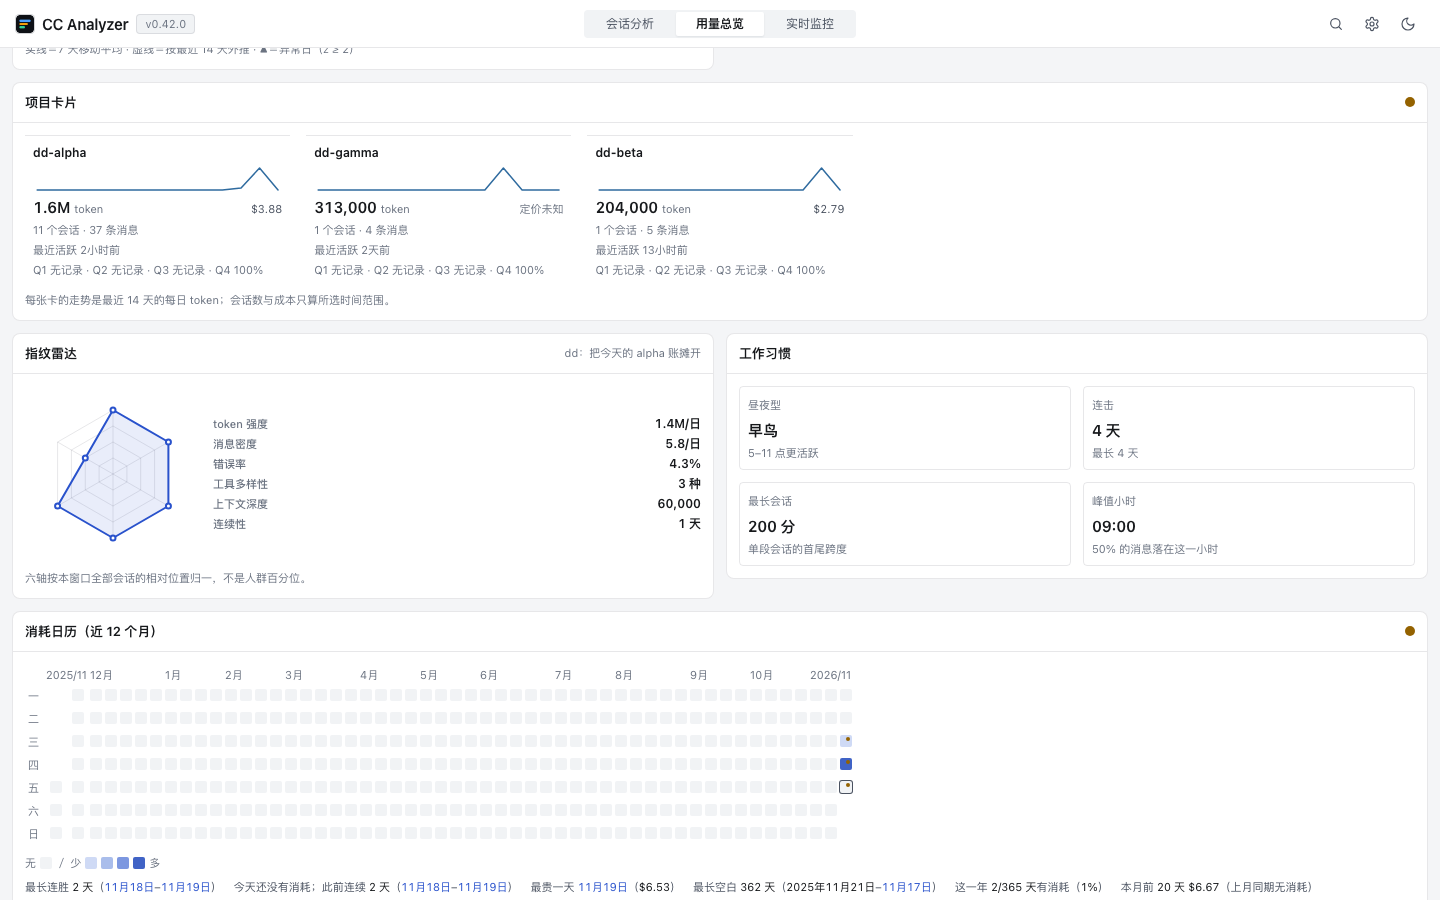 CC Analyzer v0.42.0 会话分析 用量总览 实时监控
实线=7 天移动平均 · 虚线=按最近 14 天外推 · ▲=异常日（z ≥ 2）
项目卡片
dd-alpha
1.6M token $3.88
11 个会话 · 37 条消息
最近活跃 2小时前
Q1 无记录 · Q2 无记录 · Q3 无记录 · Q4 100%
dd-gamma
313,000 token 定价未知
1 个会话 · 4 条消息
最近活跃 2天前
Q1 无记录 · Q2 无记录 · Q3 无记录 · Q4 100%
dd-beta
204,000 token $2.79
1 个会话 · 5 条消息
最近活跃 13小时前
Q1 无记录 · Q2 无记录 · Q3 无记录 · Q4 100%
每张卡的走势是最近 14 天的每日 token；会话数与成本只算所选时间范围。
指纹雷达 dd：把今天的 alpha 账摊开
token 强度 1.4M/日
消息密度 5.8/日
错误率 4.3%
工具多样性 3 种
上下文深度 60,000
连续性 1 天
六轴按本窗口全部会话的相对位置归一，不是人群百分位。
工作习惯
昼夜型
早鸟
5–11 点更活跃
连击
4 天
最长 4 天
最长会话
200 分
单段会话的首尾跨度
峰值小时
09:00
50% 的消息落在这一小时
消耗日历（近 12 个月）
2025/11 12月 1月 2月 3月 4月 5月 6月 7月 8月 9月 10月 2026/11
一
二
三
四
五
六
日
无 / 少 多
最长连胜 2 天（11月18日–11月19日） 今天还没有消耗；此前连续 2 天（11月18日–11月19日） 最贵一天 11月19日（$6.53） 最长空白 362 天（2025年11月21日–11月17日） 这一年 2/365 天有消耗（1%） 本月前 20 天 $6.67（上月同期无消耗）